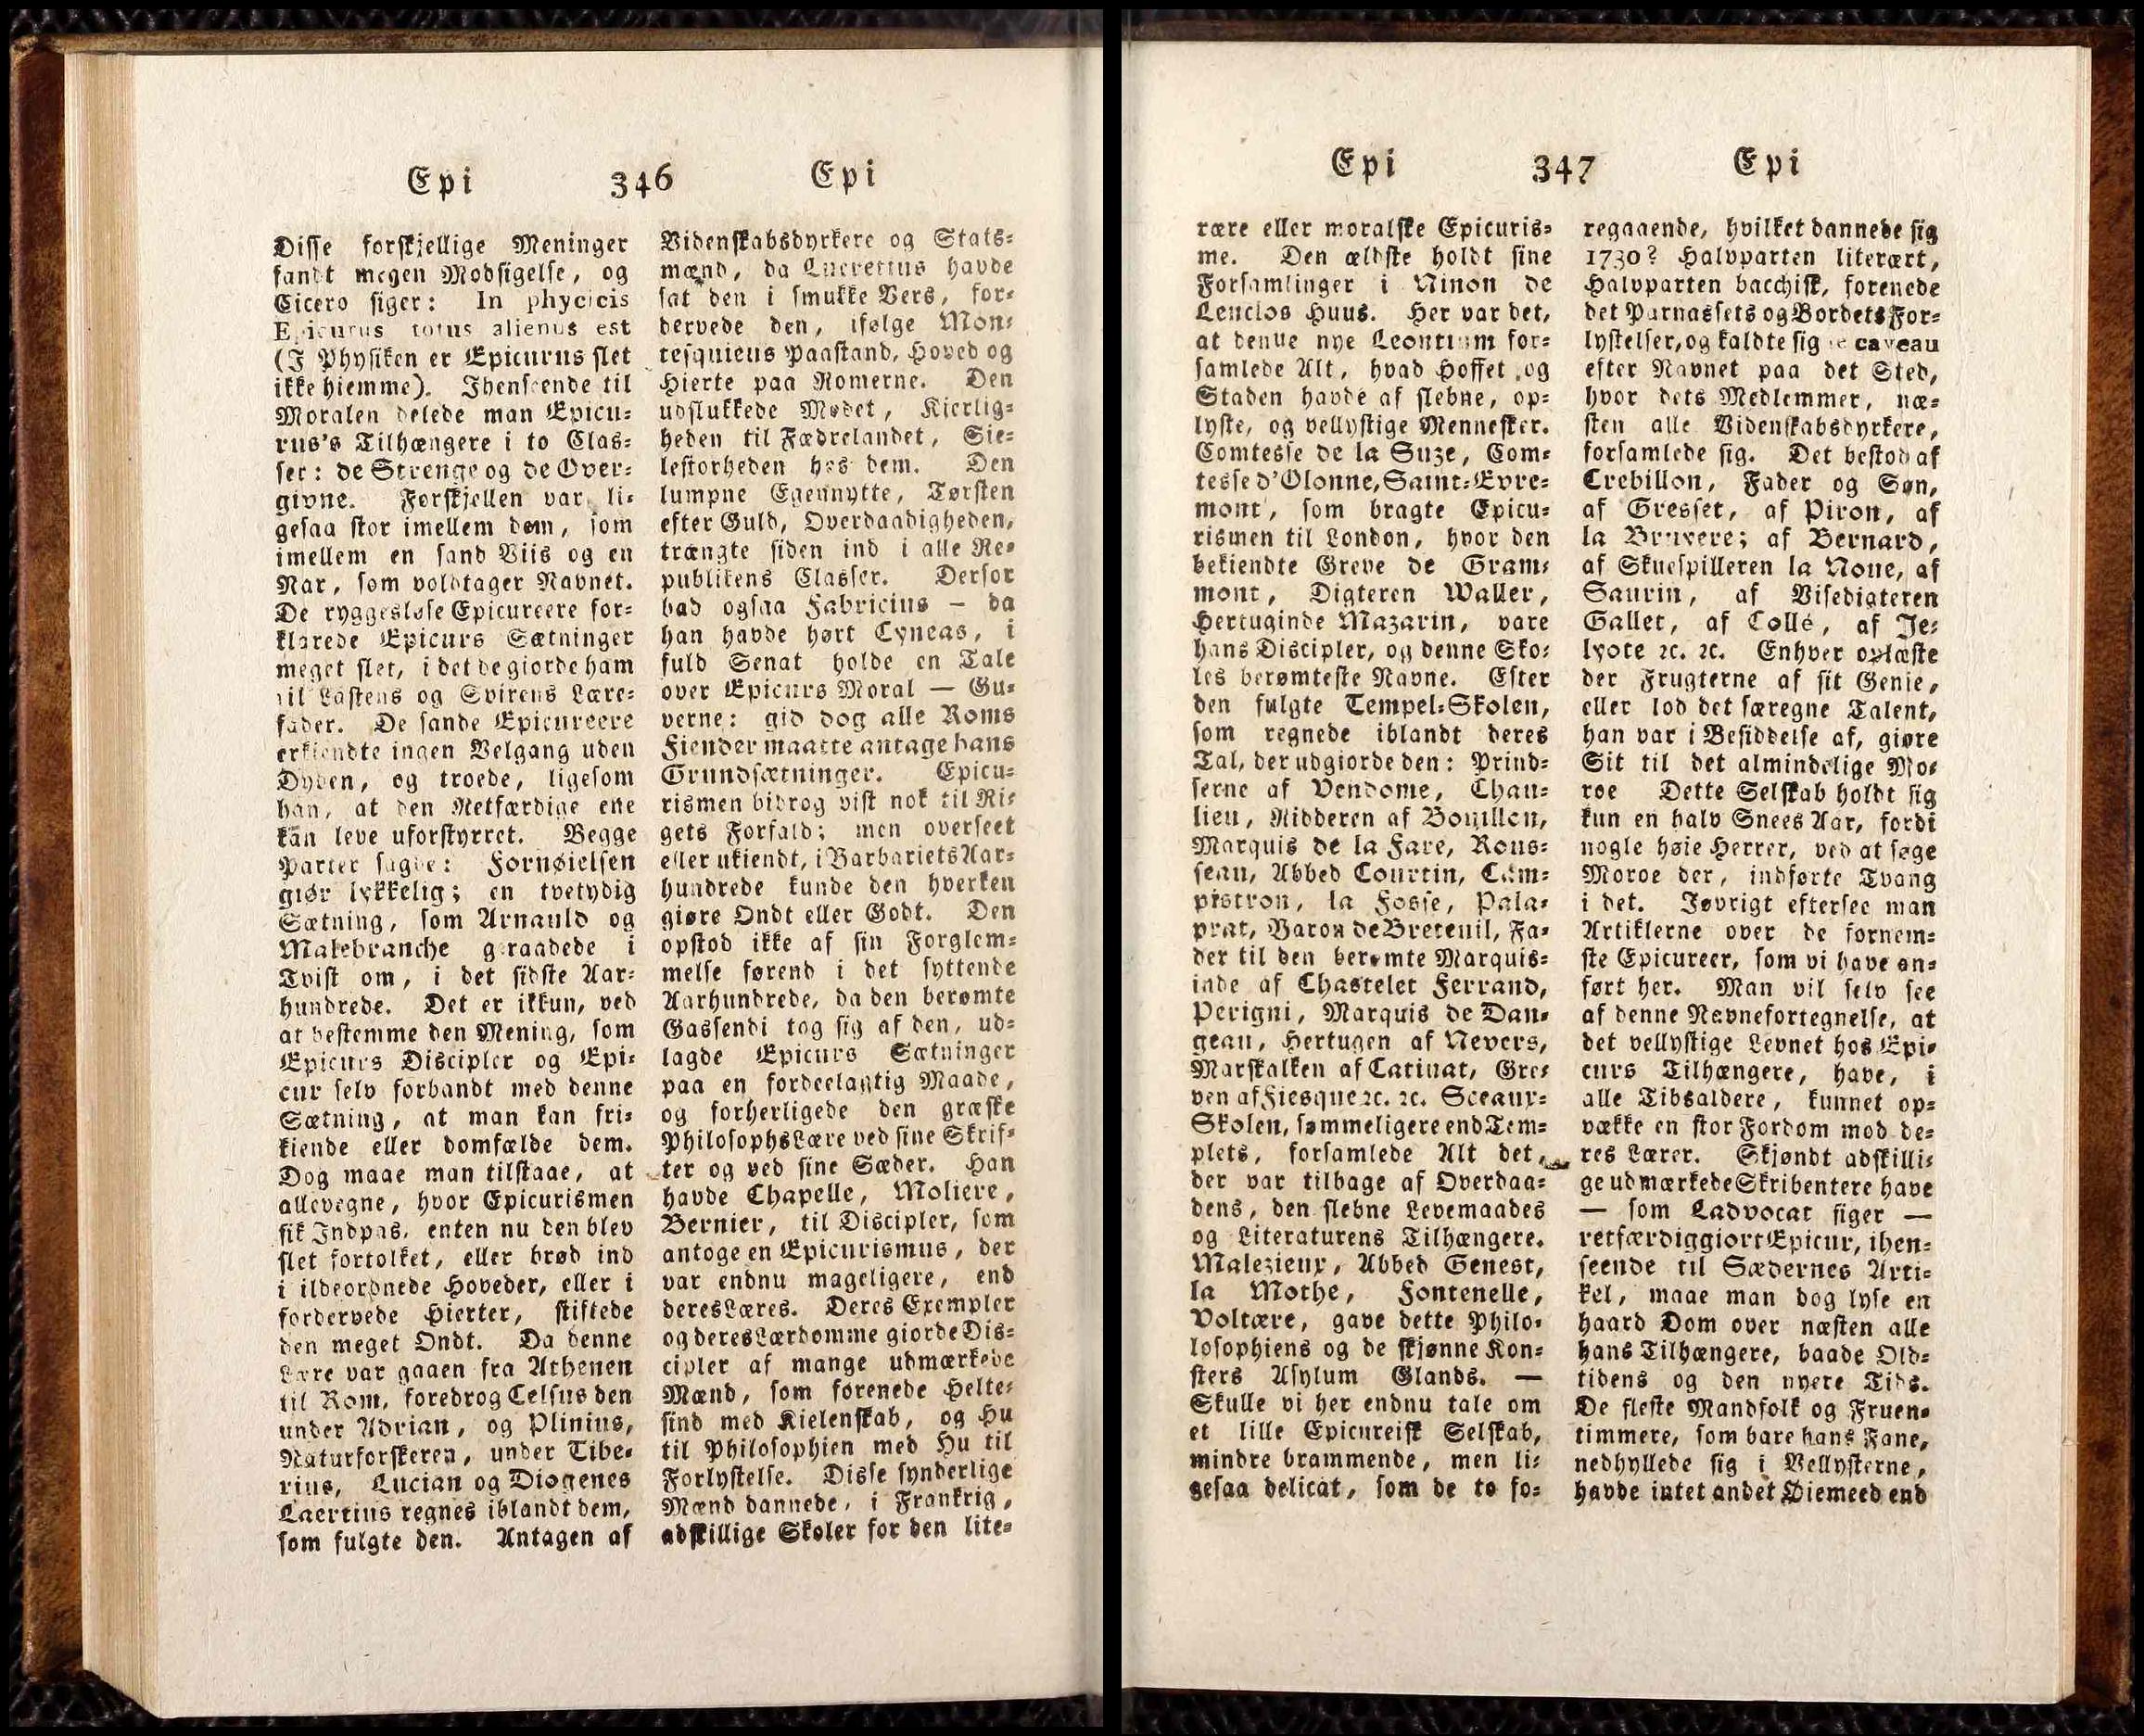 Epi 346 Epi
Disse forskjellige Meninger
fandt megen Modsigelse, og
Cicero siger: In phycicis
Epicurus totus alienus est
(I Physiken er Epicurus slet
ikke hiemme). Ihenseende til
Moralen delede man Epicu⸗
rus's Tilhængere i to Clas⸗
ser: de Strenge og de Over⸗
givne. Forskjellen var li⸗
gesaa stor imellem dem, som
imellem en sand Viis og en
Nar, som voldtager Navnet.
De ryggesløse Epicureere for⸗
klarede Epicurs Sætninger
meget slet, i det de giorde ham
til Lastens og Svirens Lære⸗
fader. De sande Epicureere
erkiendte ingen Velgang uden
Dyden, og troede, ligesom
han, at den Retfærdige ene
kan leve uforstyrret. Begge
Parter sagde: Fornøielsen
giør lykkelig; en tvetydig
Sætning, som Arnauld og
Malebranche geraadede i
Tvist om, i det sidste Aar⸗
hundrede. Det er ikkun, ved
at bestemme den Mening, som
Epicurs Discipler og Epi⸗
cur selv forbandt med denne
Sætning, at man kan fri⸗
kiende eller domfælde dem.
Dog maae man tilstaae, at
allevegne, hvor Epicurismen
fik Indpas, enten nu den blev
slet fortolket, eller brød ind
i ildeordnede Hoveder, eller i
fordervede Hierter, stiftede
den meget Ondt. Da denne
Lære var gaaen fra Athenen
til Rom, foredrog Celsus den
under Adrian, og Plinius,
Naturforskeren, under Tibe⸗
rius, Lucian og Diogenes
Laertius regnes iblandt dem,
som fulgte den. Antagen af
Videnskabsdyrkere og Stats⸗
mænd, da Lucretius havde
sat den i smukke Vers, for⸗
dervede den, ifølge Mon⸗
tesquieus Paastand, Hoved og
Hierte paa Romerne. Den
udslukkede Modet, Kierlig⸗
heden til Fædrelandet, Sie⸗
lestorheden hos dem. Den
lumpne Egennytte, Tørsten
efter Guld, Overdaadigheden,
trængte siden ind i alle Re⸗
publikens Classer. Derfor
bad ogsaa Fabricius — da
han havde hørt Cyneas, i
fuld Senat holde en Tale
over Epicurs Moral — Gu⸗
derne: gid dog alle Roms
Fiender maatte antage hans
Grundsætninger. Epicu⸗
rismen bidrog vist nok til Ri⸗
gets Forfald; men overseet
eller ukiendt, i Barbariets Aar⸗
hundrede kunde den hverken
giøre Ondt eller Godt. Den
opstod ikke af sin Forglem⸗
melse førend i det syttende
Aarhundrede, da den berømte
Gassendi tog sig af den, ud⸗
lagde Epicurs Sætninger
paa en fordeelagtig Maade,
og forherligede den græske
Philosophs Lære ved sine Skrif⸗
ter og ved sine Sæder. Han
havde Chapelle, Moliere,
Bernier, til Discipler, som
antoge en Epicurismus, der
var endnu mageligere, end
deres Læres. Deres Exempler
og deres Lærdomme giorde Dis⸗
cipler af mange udmærkede
Mænd, som forenede Helte⸗
sind med Kielenskab, og Hu
til Philosophien med Hu til
Forlystelse. Disse synderlige
Mænd dannede, i Frankrig,
adskillige Skoler for den lite⸗
Epi 347 Epi
rære eller moralske Epicuris⸗
me. Den ældste holdt sine
Forsamlinger i Ninon de
Lenclos Huus. Her var det,
at denne nye Leontium for⸗
samlede Alt, hvad Hoffet og
Staden havde af slebne, op⸗
lyste, og vellystige Mennesker.
Comtesse de la Suze, Com⸗
tesse d'Olonne, Saint⸗Evre⸗
mont, som bragte Epicu⸗
rismen til London, hvor den
bekiendte Greve de Gram⸗
mont, Digteren Waller,
Hertuginde Mazarin, vare
hans Discipler, og denne Sko⸗
les berømteste Navne. Efter
den fulgte Tempel⸗Skolen,
som regnede iblandt deres
Tal, der udgiorde den: Prind⸗
serne af Vendome, Chau⸗
lieu, Ridderen af Bouillon,
Marquis de la Fare, Rous⸗
seau, Abbed Courtin, Cam⸗
pistron, la Fosse, Pala⸗
prat, Baron de Breteuil, Fa⸗
der til den berømte Marquis⸗
inde af Chastelet Ferrand,
Perigni, Marquis de Dan⸗
geau, Hertugen af Nevers,
Marskalken af Catinat, Gre⸗
ven af Fiesque ꝛc. ꝛc. Sceaux⸗
Skolen, sømmeligere end Tem⸗
plets, forsamlede Alt det,
der var tilbage af Overdaa⸗
dens, den slebne Levemaades
og Literaturens Tilhængere.
Malezieux, Abbed Genest,
la Mothe, Fontenelle,
Voltære, gave dette Philo⸗
losophiens og de skjønne Kon⸗
sters Asylum Glands. —
Skulle vi her endnu tale om
et lille Epicureisk Selskab,
mindre brammende, men li⸗
gesaa delicat, som de to fo⸗
regaaende, hvilket dannede sig
1730? Halvparten literært,
Halvparten bacchisk, forenede
det Parnassets og Bordets For⸗
lystelser, og kaldte sig le caveau
efter Navnet paa det Sted,
hvor dets Medlemmer, næ⸗
sten alle Videnskabsdyrkere,
forsamlede sig. Det bestod af
Crebillon, Fader og Søn,
af Gresset, af Piron, af
la Bruyere; af Bernard,
af Skuespilleren la Noue, af
Saurin, af Visedigteren
Gallet, af Collé, af Je⸗
lyote ꝛc. ꝛc. Enhver oplæste
der Frugterne af sit Genie,
eller lod det særegne Talent,
han var i Besiddelse af, giøre
Sit til det almindelige Mo⸗
roe Dette Selskab holdt sig
kun en halv Snees Aar, fordi
nogle høie Herrer, ved at søge
Moroe der, indførte Tvang
i det. Iøvrigt eftersee man
Artiklerne over de fornem⸗
ste Epicureer, som vi have an⸗
ført her. Man vil selv see
af denne Navnefortegnelse, at
det vellystige Levnet hos Epi⸗
curs Tilhængere, have, i
alle Tidsaldere, kunnet op⸗
vække en stor Fordom mod de⸗
res Lærer. Skjøndt adskilli⸗
ge udmærkede Skribentere have
— som Ladvocat siger —
retfærdiggiort Epicur, ihen⸗
seende til Sædernes Arti⸗
kel, maae man dog lyse en
haard Dom over næsten alle
hans Tilhængere, baade Old⸗
tidens og den nyere Tids.
De fleste Mandfolk og Fruen⸗
timmere, som bare hans Fane,
nedhyllede sig i Vellysterne,
havde intet andet Øiemeed end